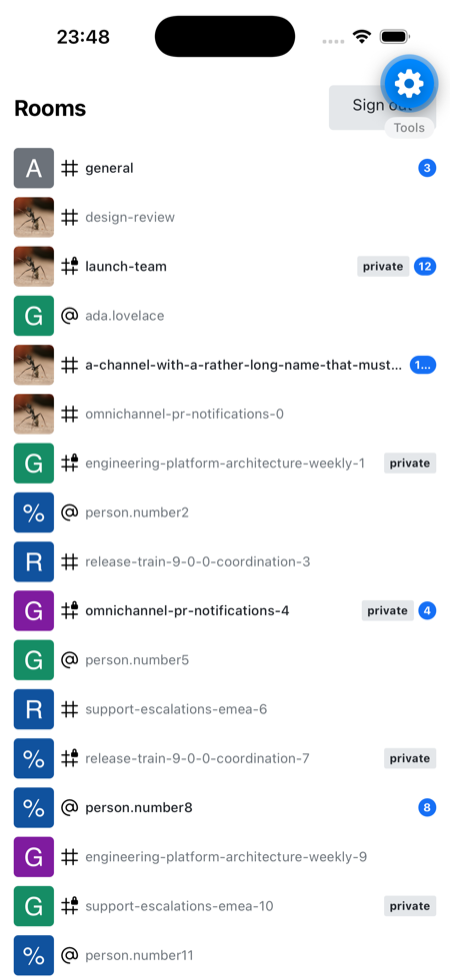 23:48
Rooms
Sign out
Tools
A general 3
design-review
launch-team private 12
G ada.lovelace
a-channel-with-a-rather-long-name-that-must... 1...
omnichannel-pr-notifications-0
G engineering-platform-architecture-weekly-1 private
% @ person.number2
R # release-train-9-0-0-coordination-3
G omnichannel-pr-notifications-4 private 4
G @ person.number5
R # support-escalations-emea-6
% release-train-9-0-0-coordination-7 private
% @ person.number8 8
G # engineering-platform-architecture-weekly-9
G support-escalations-emea-10 private
% @ person.number11